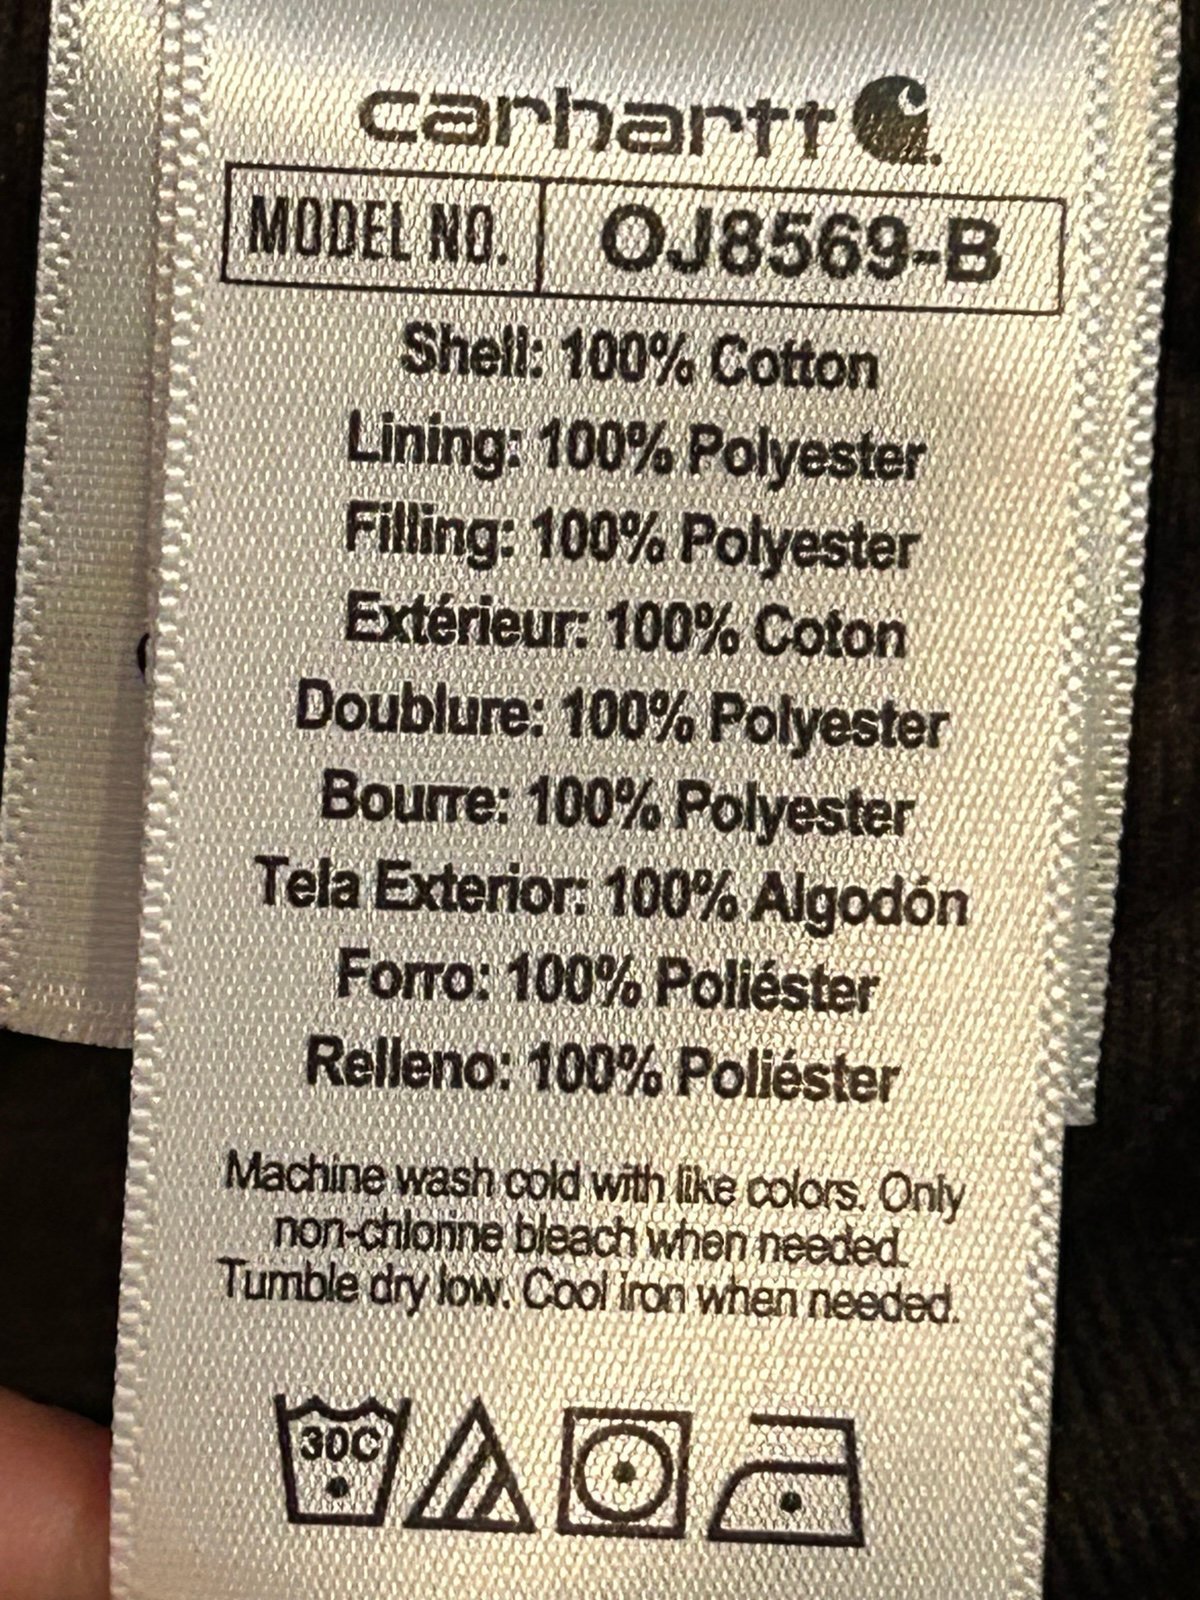 carhartt
MODEL NO. OJ8569-B
Shell: 100% Cotton
Lining: 100% Polyester
Filling: 100% Polyester
Extérieur: 100% Coton
Doublure: 100% Polyester
Bourre: 100% Polyester
Tela Exterior: 100% Algodón
Forro: 100% Poliéster
Relleno: 100% Poliéster
Machine wash cold with like colors. Only
non-chlorine bleach when needed.
Tumble dry low. Cool iron when needed.
30C